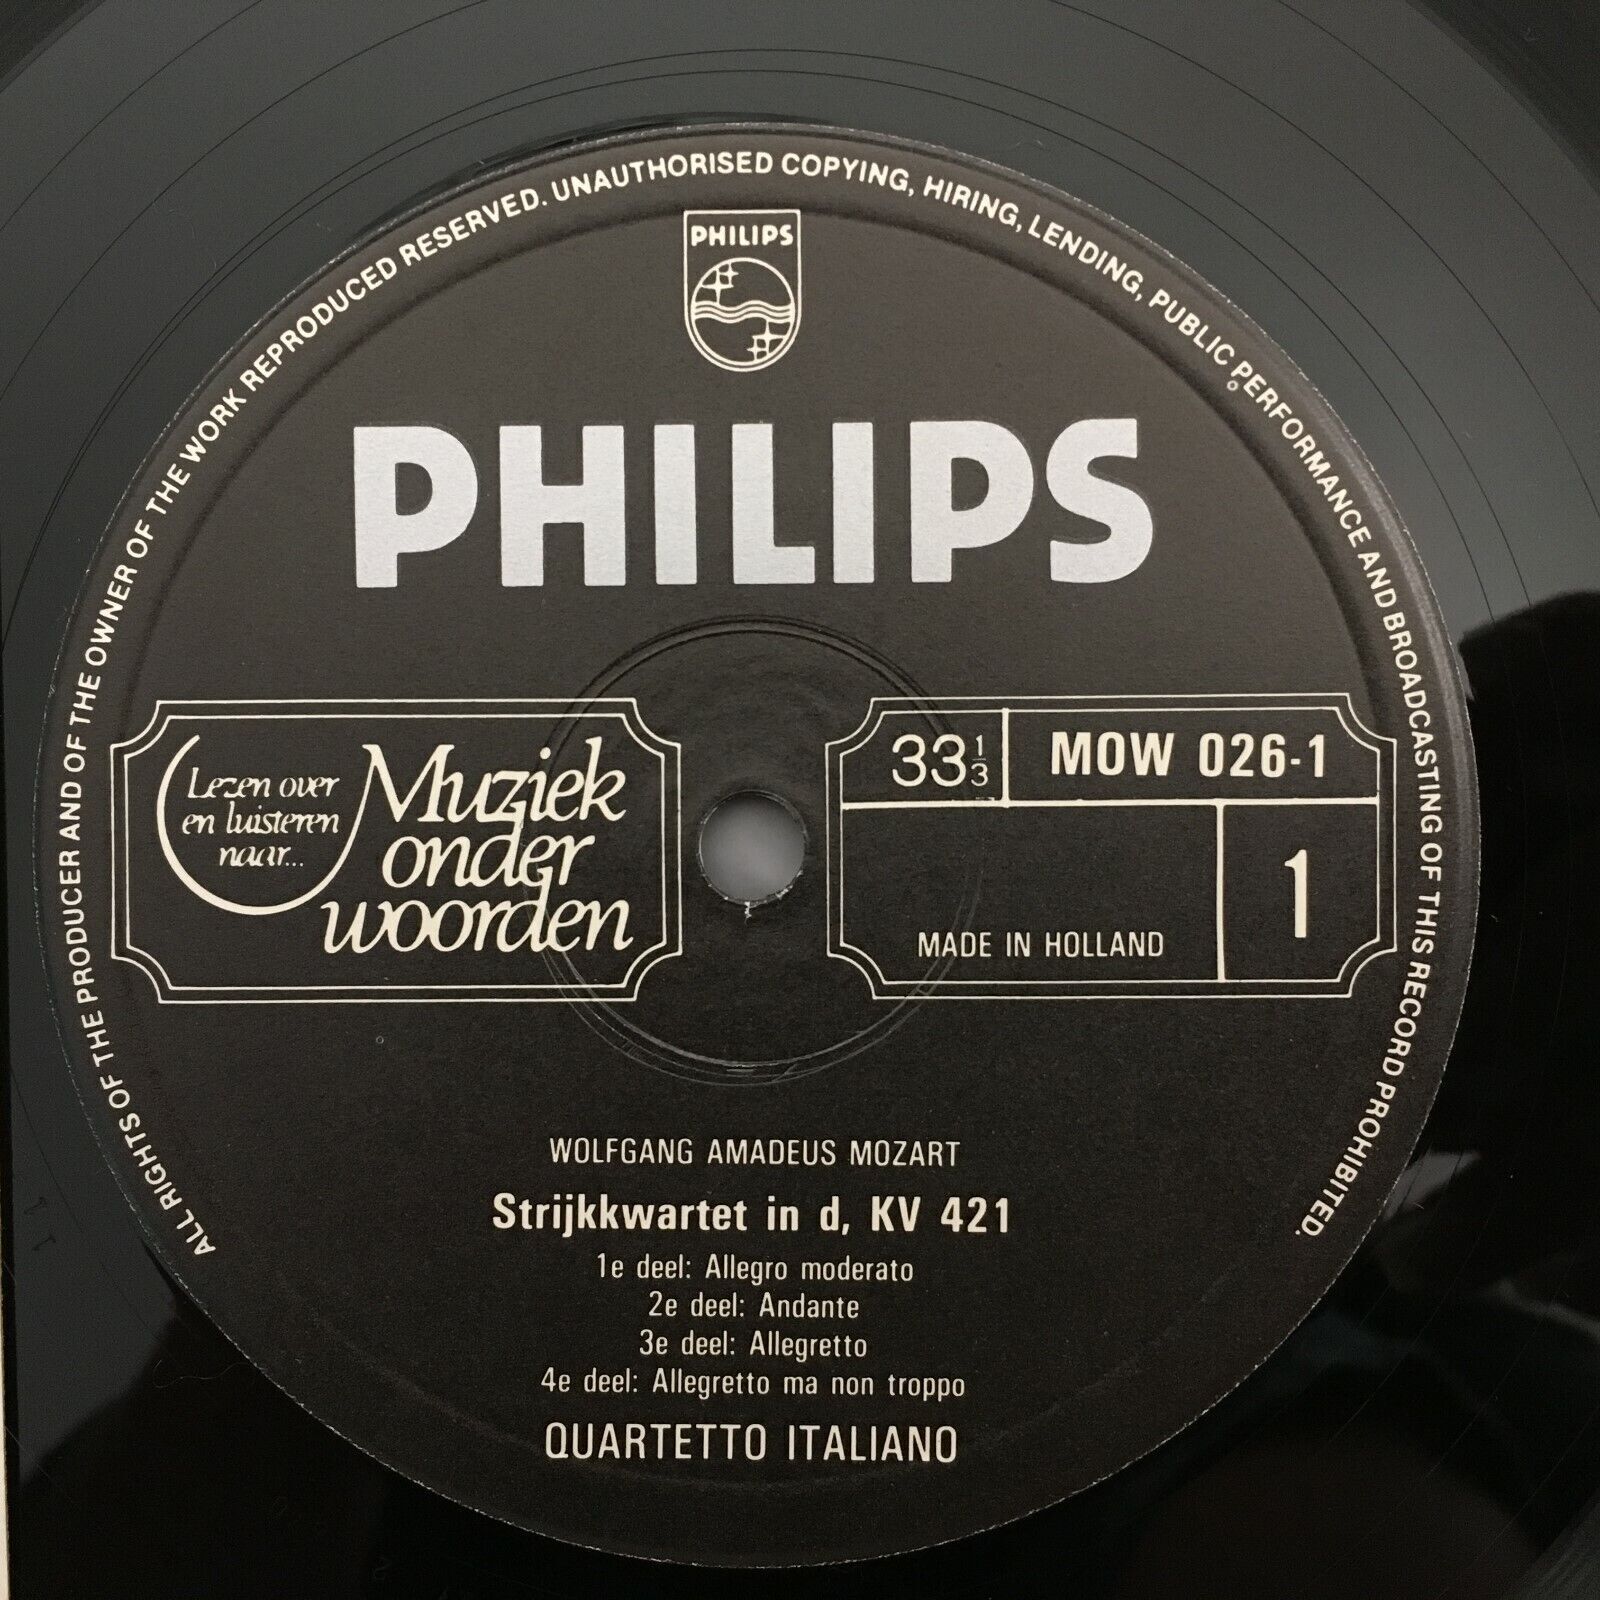 ALL RIGHTS OF THE PRODUCER AND OF THE OWNER OF THE WORK REPRODUCED RESERVED. UNAUTHORISED COPYING, HIRING, LENDING, PUBLIC PERFORMANCE AND BROADCASTING OF THIS RECORD PROHIBITED.
PHILIPS
PHILIPS
Lezen over
en luisteren
naar...
Muziek
onder
woorden
33 1/3
MOW 026-1
MADE IN HOLLAND
1
WOLFGANG AMADEUS MOZART
Strijkkwartet in d, KV 421
1e deel: Allegro moderato
2e deel: Andante
3e deel: Allegretto
4e deel: Allegretto ma non troppo
QUARTETTO ITALIANO